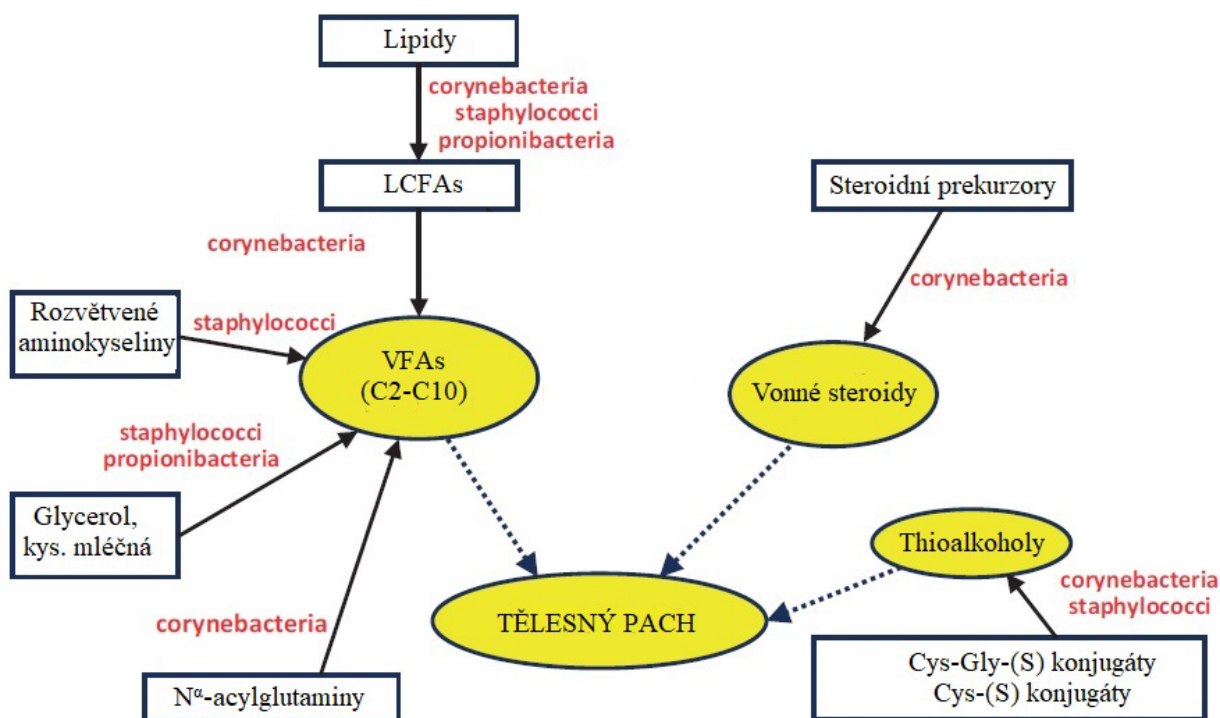 Lipidy
corynebacteria
staphylococci
propionibacteria
LCFAs
Steroidní prekurzory
corynebacteria
corynebacteria
Rozvětvené
aminokyseliny
staphylococci
VFAs
(C2-C10)
Vonné steroidy
staphylococci
propionibacteria
Glycerol,
kys. mléčná
Thioalkoholy
corynebacteria
staphylococci
TĚLESNÝ PACH
corynebacteria
Nᵅ-acylglutaminy
Cys-Gly-(S) konjugáty
Cys-(S) konjugáty